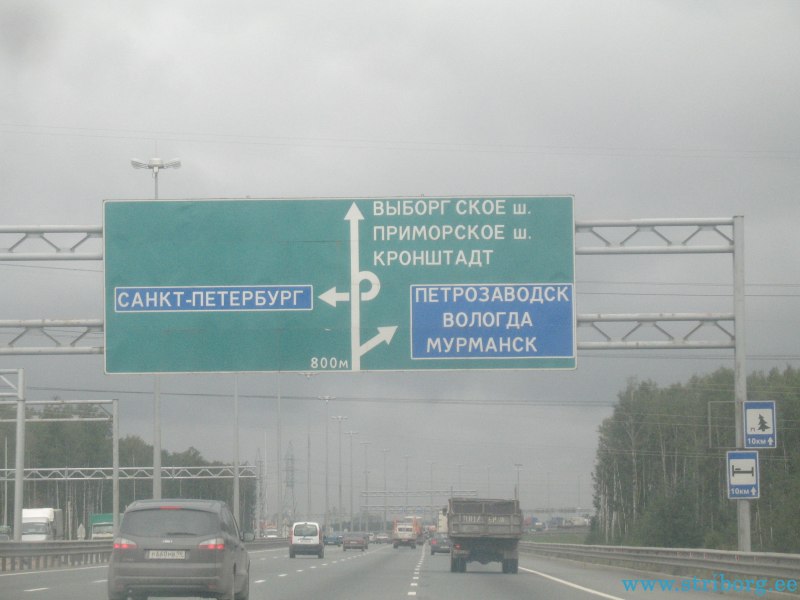 ВЫБОРГСКОЕ ш.
ПРИМОРСКОЕ ш.
КРОНШТАДТ
САНКТ-ПЕТЕРБУРГ
ПЕТРОЗАВОДСК
ВОЛОГДА
МУРМАНСК
800м
10км
10км
www.striborg.ee